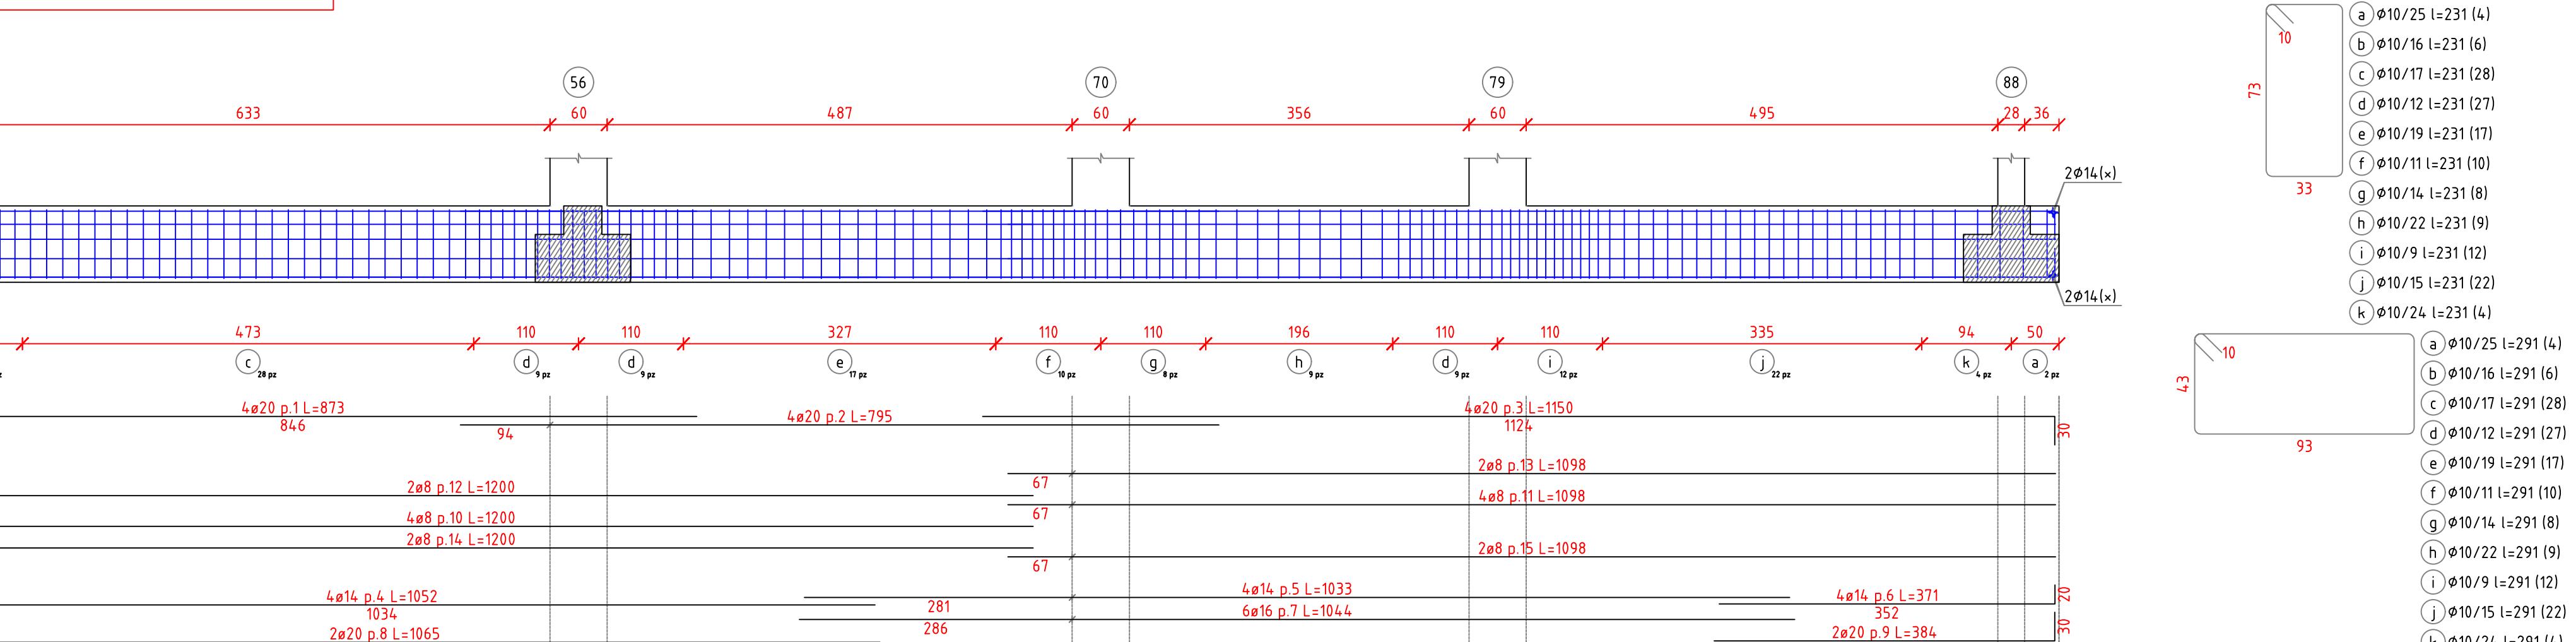 56 70 79 88
633 60 487 60 356 60 495 28 36
2Ø14(×)
2Ø14(×)
473 110 110 327 110 110 196 110 110 335 94 50
c 28 pz d 9 pz d 9 pz e 17 pz f 10 pz g 8 pz h 9 pz d 9 pz i 12 pz j 22 pz k 4 pz a 2 pz
4ø20 p.1 L=873
846
94
4ø20 p.2 L=795
4ø20 p.3 L=1150
1124
30
2ø8 p.13 L=1098
67
2ø8 p.12 L=1200
4ø8 p.11 L=1098
67
4ø8 p.10 L=1200
2ø8 p.14 L=1200
2ø8 p.15 L=1098
67
4ø14 p.5 L=1033
281
4ø14 p.4 L=1052
1034
4ø14 p.6 L=371
352
20
6ø16 p.7 L=1044
286
2ø20 p.8 L=1065
2ø20 p.9 L=384
30
10
73
33
a Ø10/25 l=231 (4)
b Ø10/16 l=231 (6)
c Ø10/17 l=231 (28)
d Ø10/12 l=231 (27)
e Ø10/19 l=231 (17)
f Ø10/11 l=231 (10)
g Ø10/14 l=231 (8)
h Ø10/22 l=231 (9)
i Ø10/9 l=231 (12)
j Ø10/15 l=231 (22)
k Ø10/24 l=231 (4)
10
43
93
a Ø10/25 l=291 (4)
b Ø10/16 l=291 (6)
c Ø10/17 l=291 (28)
d Ø10/12 l=291 (27)
e Ø10/19 l=291 (17)
f Ø10/11 l=291 (10)
g Ø10/14 l=291 (8)
h Ø10/22 l=291 (9)
i Ø10/9 l=291 (12)
j Ø10/15 l=291 (22)
k Ø10/24 l=291 (4)